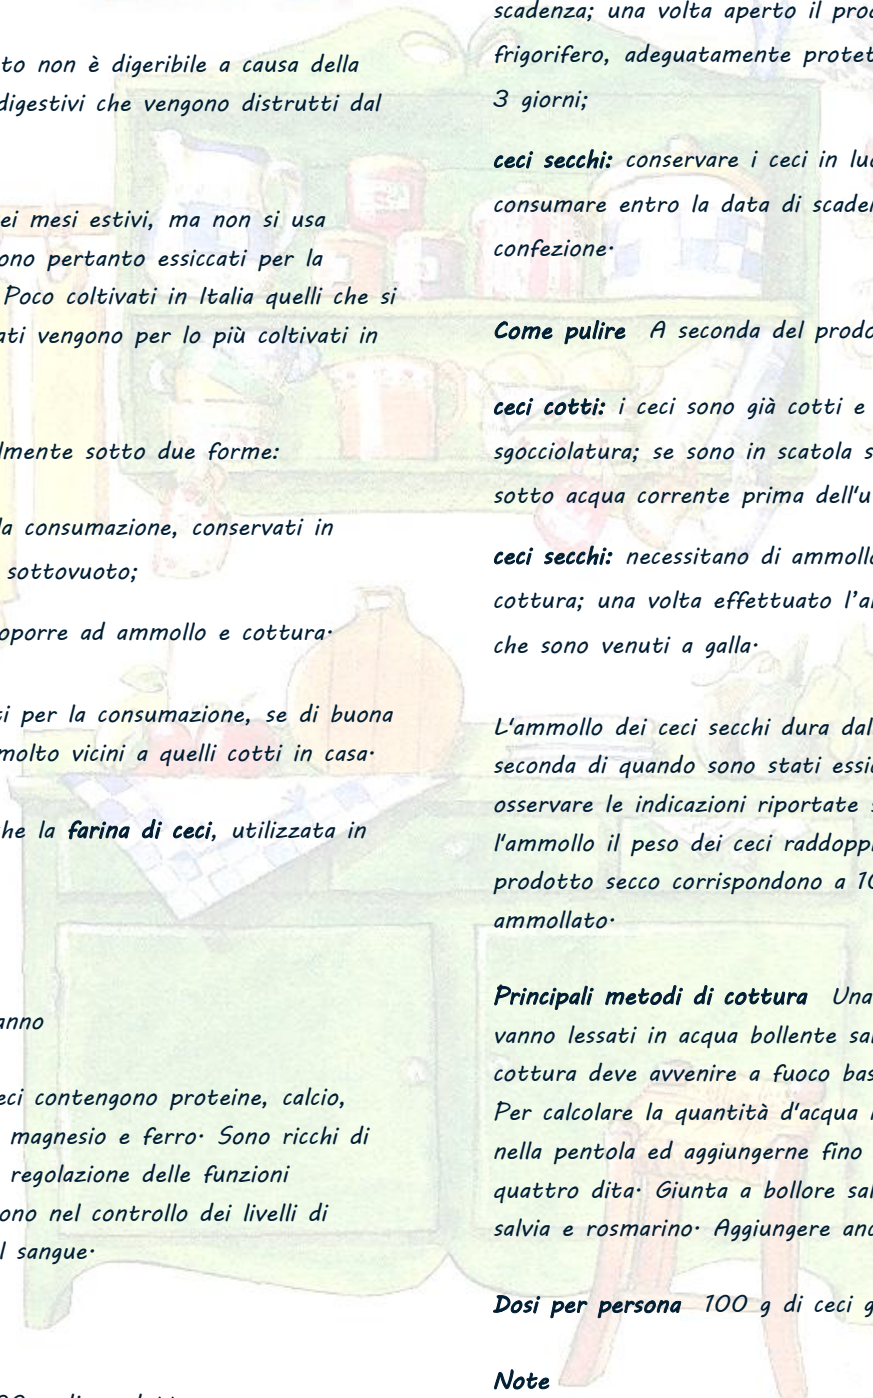 to non è digeribile a causa della
digestivi che vengono distrutti dal
ei mesi estivi, ma non si usa
ono pertanto essiccati per la
Poco coltivati in Italia quelli che si
ati vengono per lo più coltivati in
lmente sotto due forme:
la consumazione, conservati in
sottovuoto;
oporre ad ammollo e cottura·
ti per la consumazione, se di buona
molto vicini a quelli cotti in casa·
he la farina di ceci, utilizzata in
anno
eci contengono proteine, calcio,
magnesio e ferro· Sono ricchi di
regolazione delle funzioni
ono nel controllo dei livelli di
l sangue·
scadenza; una volta aperto il prod
frigorifero, adeguatamente protet
3 giorni;
ceci secchi: conservare i ceci in luo
consumare entro la data di scaden
confezione·
Come pulire A seconda del prodo
ceci cotti: i ceci sono già cotti e
sgocciolatura; se sono in scatola s
sotto acqua corrente prima dell'u
ceci secchi: necessitano di ammollo
cottura; una volta effettuato l’a
che sono venuti a galla·
L'ammollo dei ceci secchi dura dal
seconda di quando sono stati essic
osservare le indicazioni riportate s
l'ammollo il peso dei ceci raddopp
prodotto secco corrispondono a 10
ammollato·
Principali metodi di cottura Una
vanno lessati in acqua bollente sal
cottura deve avvenire a fuoco bas
Per calcolare la quantità d'acqua
nella pentola ed aggiungerne fino
quattro dita· Giunta a bollore sal
salvia e rosmarino· Aggiungere anc
Dosi per persona 100 g di ceci g
Note